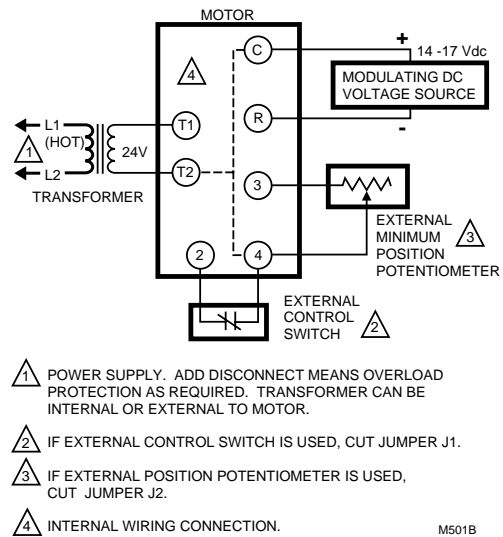 MOTOR
C
+
14 -17 Vdc
4
MODULATING DC
VOLTAGE SOURCE
R
-
L1
(HOT)
1
L2
24V
TRANSFORMER
T1
T2
3
EXTERNAL
MINIMUM
POSITION
POTENTIOMETER
3
2
4
EXTERNAL
CONTROL
SWITCH
2
1 POWER SUPPLY. ADD DISCONNECT MEANS OVERLOAD
PROTECTION AS REQUIRED. TRANSFORMER CAN BE
INTERNAL OR EXTERNAL TO MOTOR.
2 IF EXTERNAL CONTROL SWITCH IS USED, CUT JUMPER J1.
3 IF EXTERNAL POSITION POTENTIOMETER IS USED,
CUT JUMPER J2.
4 INTERNAL WIRING CONNECTION.
M501B